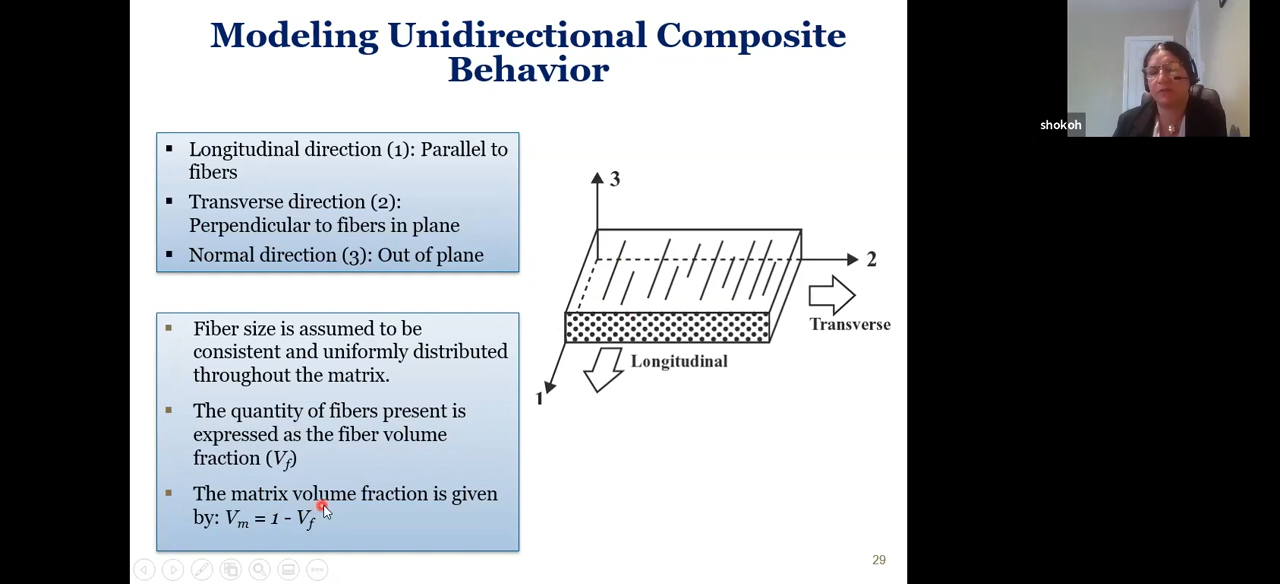 Modeling Unidirectional Composite
Behavior
▪ Longitudinal direction (1): Parallel to
fibers
▪ Transverse direction (2):
Perpendicular to fibers in plane
▪ Normal direction (3): Out of plane
▪ Fiber size is assumed to be
consistent and uniformly distributed
throughout the matrix.
▪ The quantity of fibers present is
expressed as the fiber volume
fraction (Vf)
▪ The matrix volume fraction is given
by: Vm = 1 - Vf
3
2
Transverse
Longitudinal
1
29
shokoh